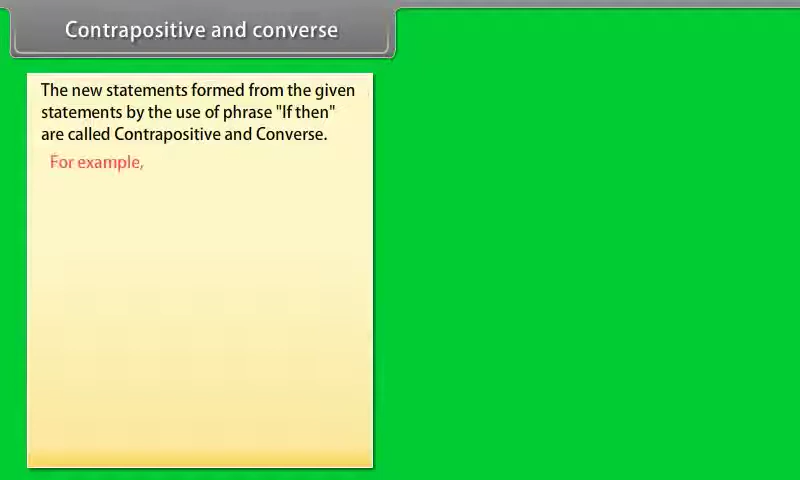 Contrapositive and converse
The new statements formed from the given
statements by the use of phrase "If then"
are called Contrapositive and Converse.
For example,